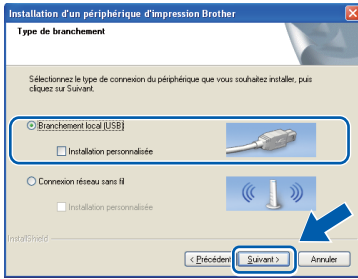 Installation d'un périphérique d'impression Brother
Type de branchement
Sélectionnez le type de connexion du périphérique que vous souhaitez installer, puis
cliquez sur Suivant.
Branchement local (USB)
Installation personnalisée
Connexion réseau sans fil
Installation personnalisée
InstallShield
< Précédent
Suivant >
Annuler